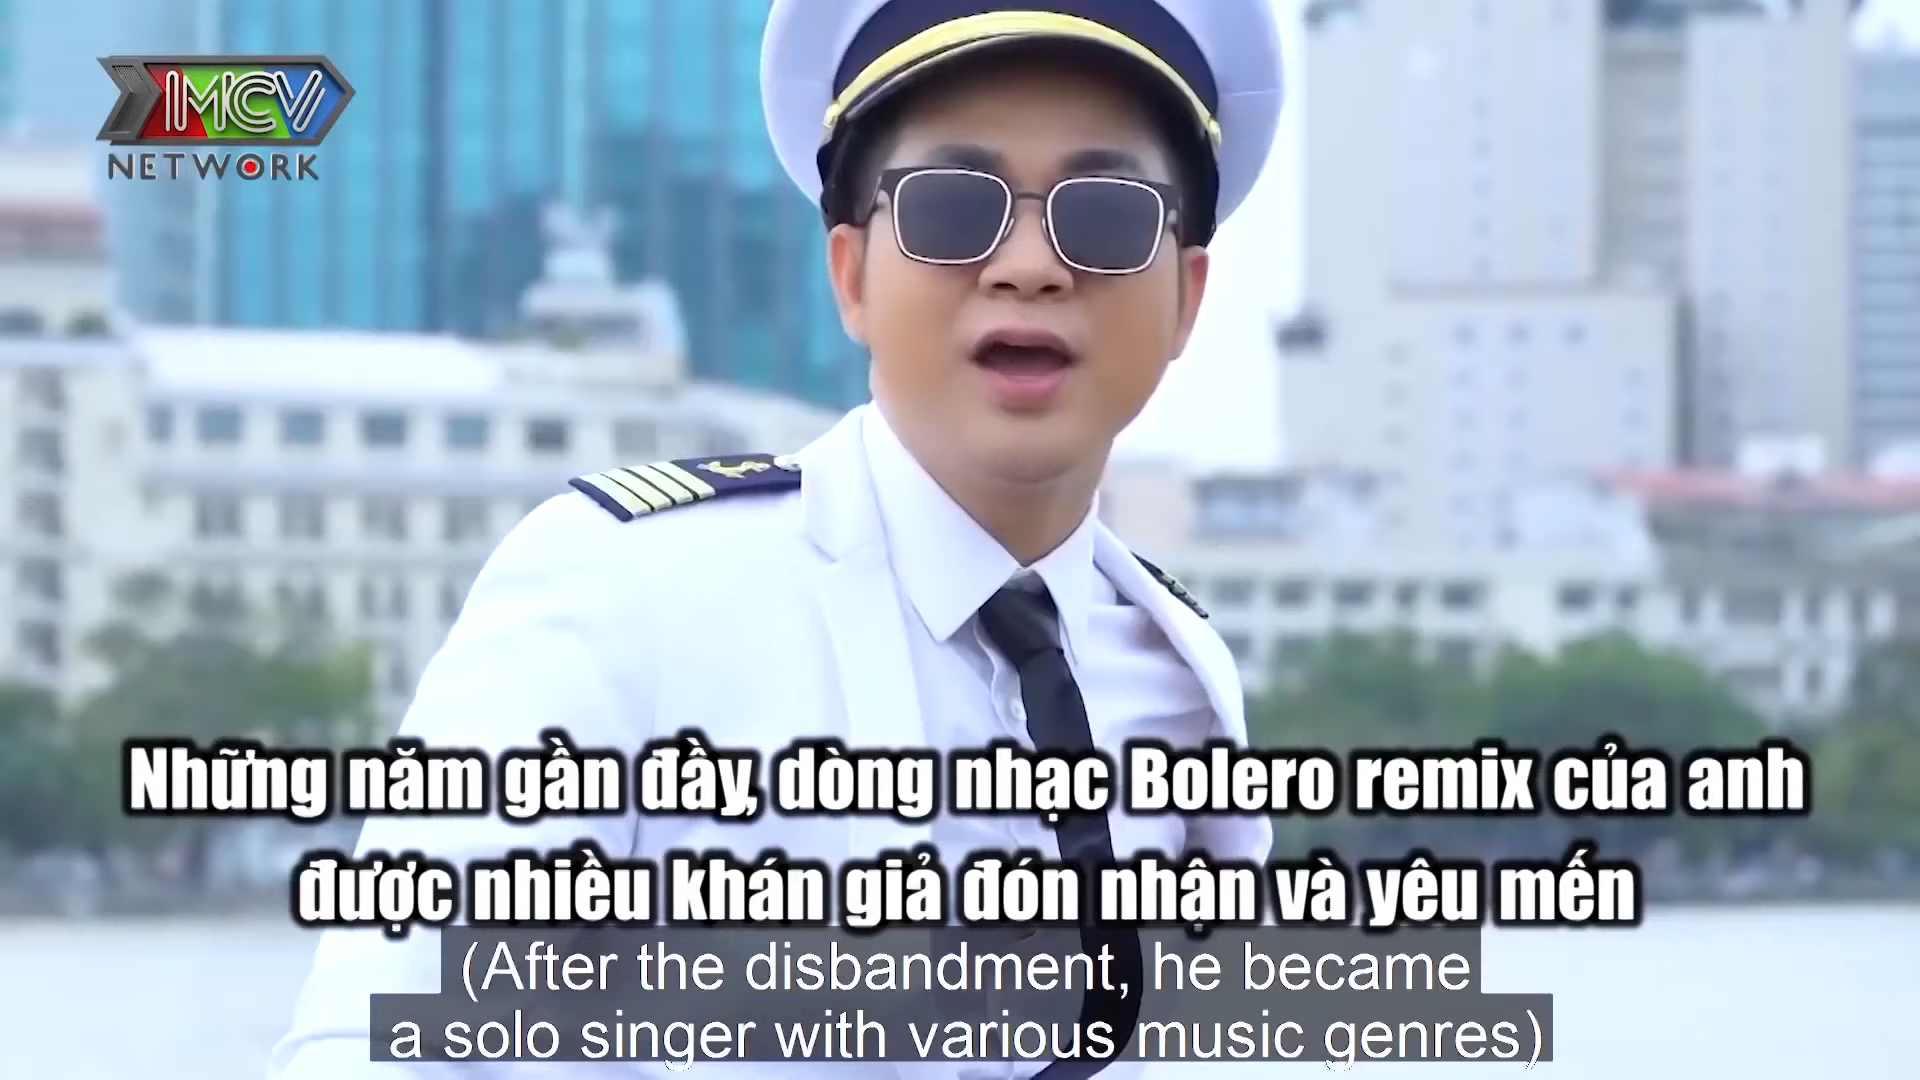 MCV
NETWORK
Những năm gần đầy, dòng nhạc Bolero remix của anh
được nhiều khán giả đón nhận và yêu mến
(After the disbandment, he became
a solo singer with various music genres)